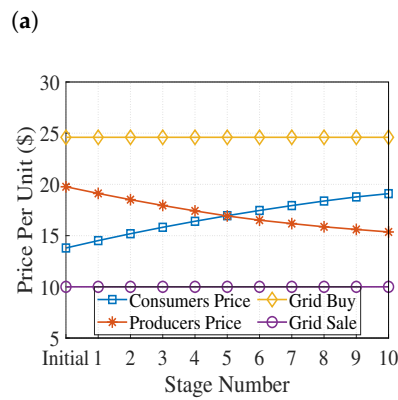 (a)
30
25
20
15
10
5
Price Per Unit ($)
Consumers Price
Grid Buy
Producers Price
Grid Sale
Initial 1 2 3 4 5 6 7 8 9 10
Stage Number